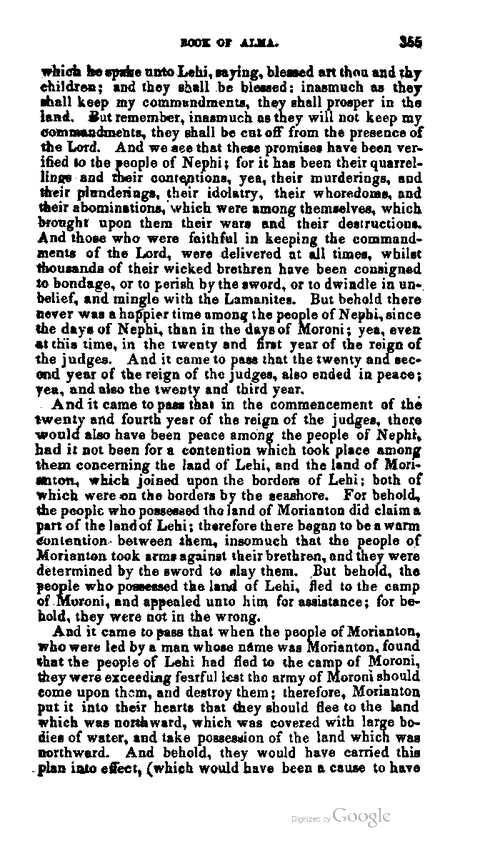 BOOK OF ALMA. 355
which he spake unto Lehi, saying, blessed art thou and thy
children; and they shall be blessed: inasmuch as they
shall keep my commandments, they shall prosper in the
land. But remember, inasmuch as they will not keep my
commandments, they shall be cut off from the presence of
the Lord. And we see that these promises have been ver-
ified to the people of Nephi; for it has been their quarrel-
lings and their contentions, yea, their murderings, and
their plunderings, their idolatry, their whoredoms, and
their abominations, which were among themselves, which
brought upon them their wars and their destructions.
And those who were faithful in keeping the command-
ments of the Lord, were delivered at all times, whilst
thousands of their wicked brethren have been consigned
to bondage, or to perish by the sword, or to dwindle in un-
belief, and mingle with the Lamanites. But behold there
never was a happier time among the people of Nephi, since
the days of Nephi, than in the days of Moroni; yea, even
at this time, in the twenty and first year of the reign of
the judges. And it came to pass that the twenty and sec-
ond year of the reign of the judges, also ended in peace;
yea, and also the twenty and third year.
And it came to pass that in the commencement of the
twenty and fourth year of the reign of the judges, there
would also have been peace among the people of Nephi,
had it not been for a contention which took place among
them concerning the land of Lehi, and the land of Mori-
anton, which joined upon the borders of Lehi; both of
which were on the borders by the seashore. For behold,
the people who possessed the land of Morianton did claim a
part of the land of Lehi; therefore there began to be a warm
contention between them, insomuch that the people of
Morianton took arms against their brethren, and they were
determined by the sword to slay them. But behold, the
people who possessed the land of Lehi, fled to the camp
of Moroni, and appealed unto him for assistance; for be-
hold, they were not in the wrong.
And it came to pass that when the people of Morianton,
who were led by a man whose name was Morianton, found
that the people of Lehi had fled to the camp of Moroni,
they were exceeding fearful lest the army of Moroni should
come upon them, and destroy them; therefore, Morianton
put it into their hearts that they should flee to the land
which was northward, which was covered with large bo-
dies of water, and take possession of the land which was
northward. And behold, they would have carried this
plan into effect, (which would have been a cause to have
Digitized by Google